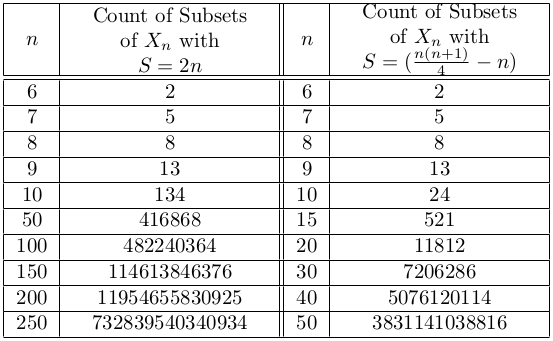 n Count of Subsets of X_n with S = 2n n Count of Subsets of X_n with S = (n(n+1)/4 − n)
6 2 6 2
7 5 7 5
8 8 8 8
9 13 9 13
10 134 10 24
50 416868 15 521
100 482240364 20 11812
150 114613846376 30 7206286
200 11954655830925 40 5076120114
250 732839540340934 50 3831141038816